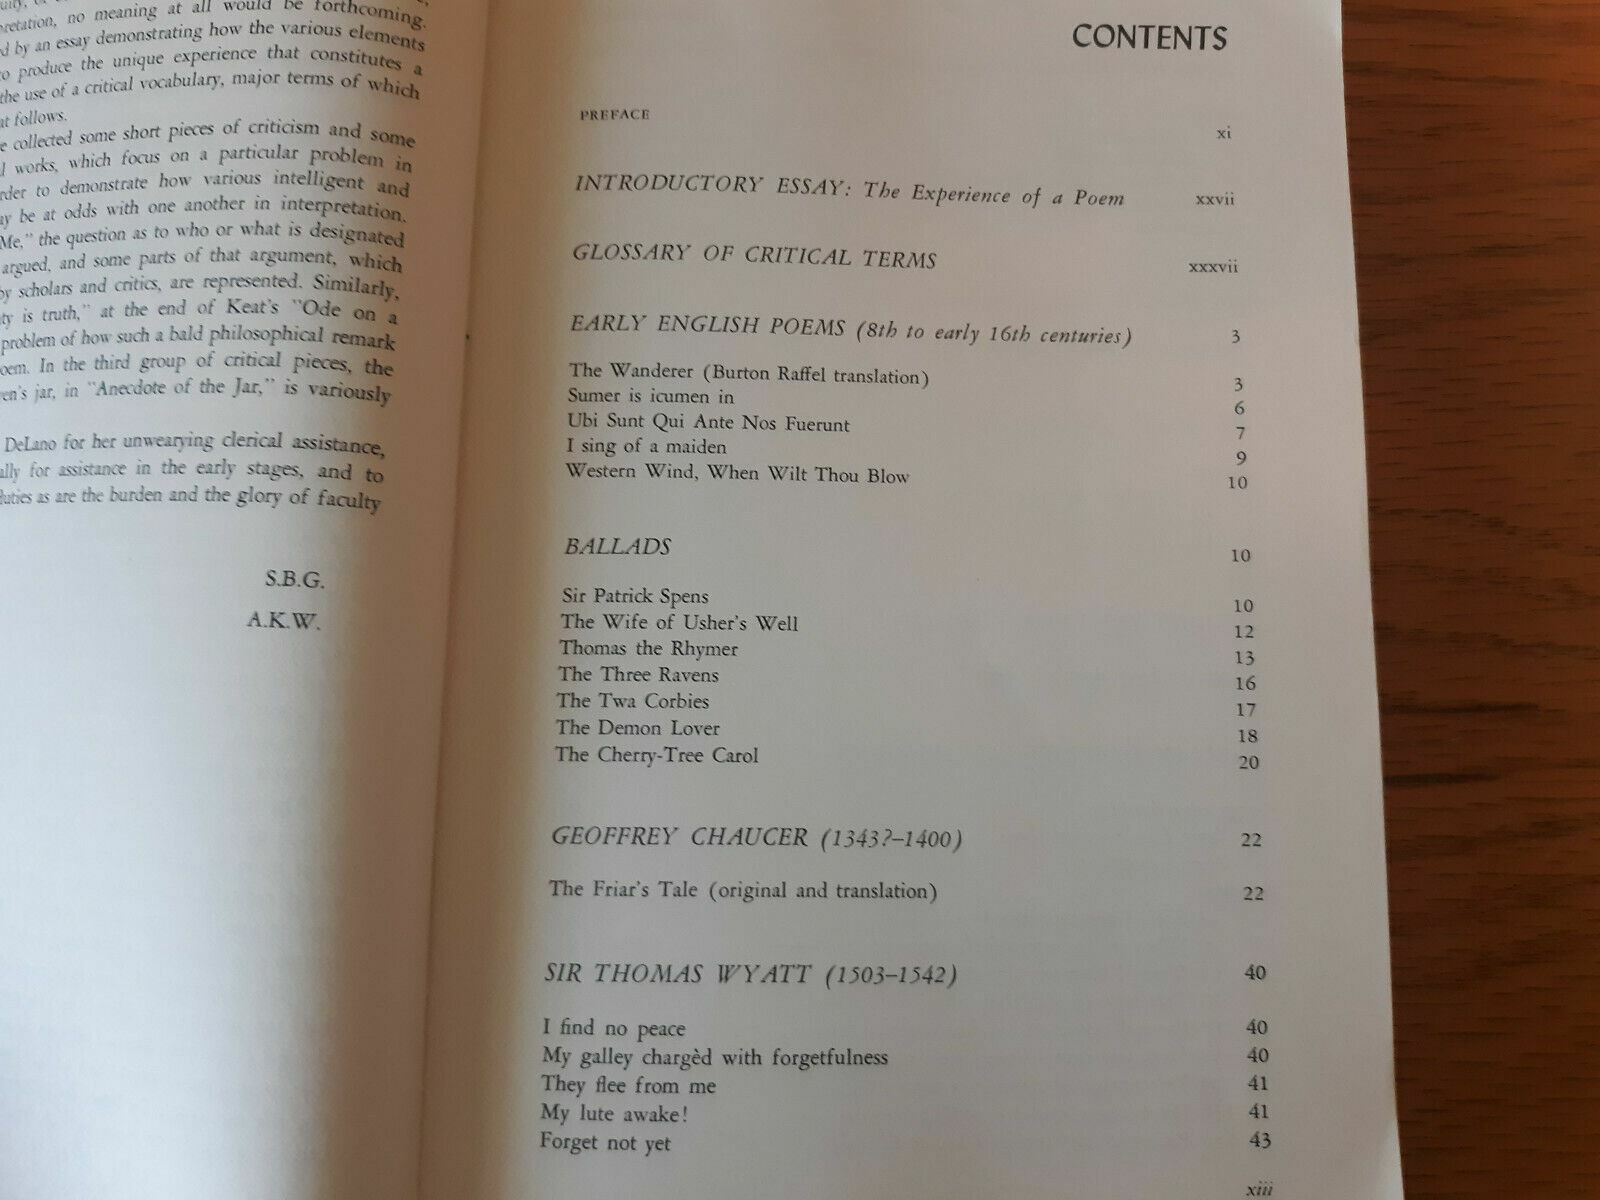 pretation, no meaning at all would be forthcoming.
d by an essay demonstrating how the various elements
to produce the unique experience that constitutes a
the use of a critical vocabulary, major terms of which
at follows.
e collected some short pieces of criticism and some
l works, which focus on a particular problem in
rder to demonstrate how various intelligent and
ay be at odds with one another in interpretation.
Me," the question as to who or what is designated
argued, and some parts of that argument, which
by scholars and critics, are represented. Similarly,
ty is truth," at the end of Keat's "Ode on a
problem of how such a bald philosophical remark
oem. In the third group of critical pieces, the
en's jar, in "Anecdote of the Jar," is variously
DeLano for her unwearying clerical assistance,
ally for assistance in the early stages, and to
duties as are the burden and the glory of faculty
S.B.G.
A.K.W.
CONTENTS
PREFACE xi
INTRODUCTORY ESSAY: The Experience of a Poem xxvii
GLOSSARY OF CRITICAL TERMS xxxvii
EARLY ENGLISH POEMS (8th to early 16th centuries) 3
The Wanderer (Burton Raffel translation) 3
Sumer is icumen in 6
Ubi Sunt Qui Ante Nos Fuerunt 7
I sing of a maiden 9
Western Wind, When Wilt Thou Blow 10
BALLADS 10
Sir Patrick Spens 10
The Wife of Usher's Well 12
Thomas the Rhymer 13
The Three Ravens 16
The Twa Corbies 17
The Demon Lover 18
The Cherry-Tree Carol 20
GEOFFREY CHAUCER (1343?–1400) 22
The Friar's Tale (original and translation) 22
SIR THOMAS WYATT (1503–1542) 40
I find no peace 40
My galley chargèd with forgetfulness 40
They flee from me 41
My lute awake! 41
Forget not yet 43
xiii